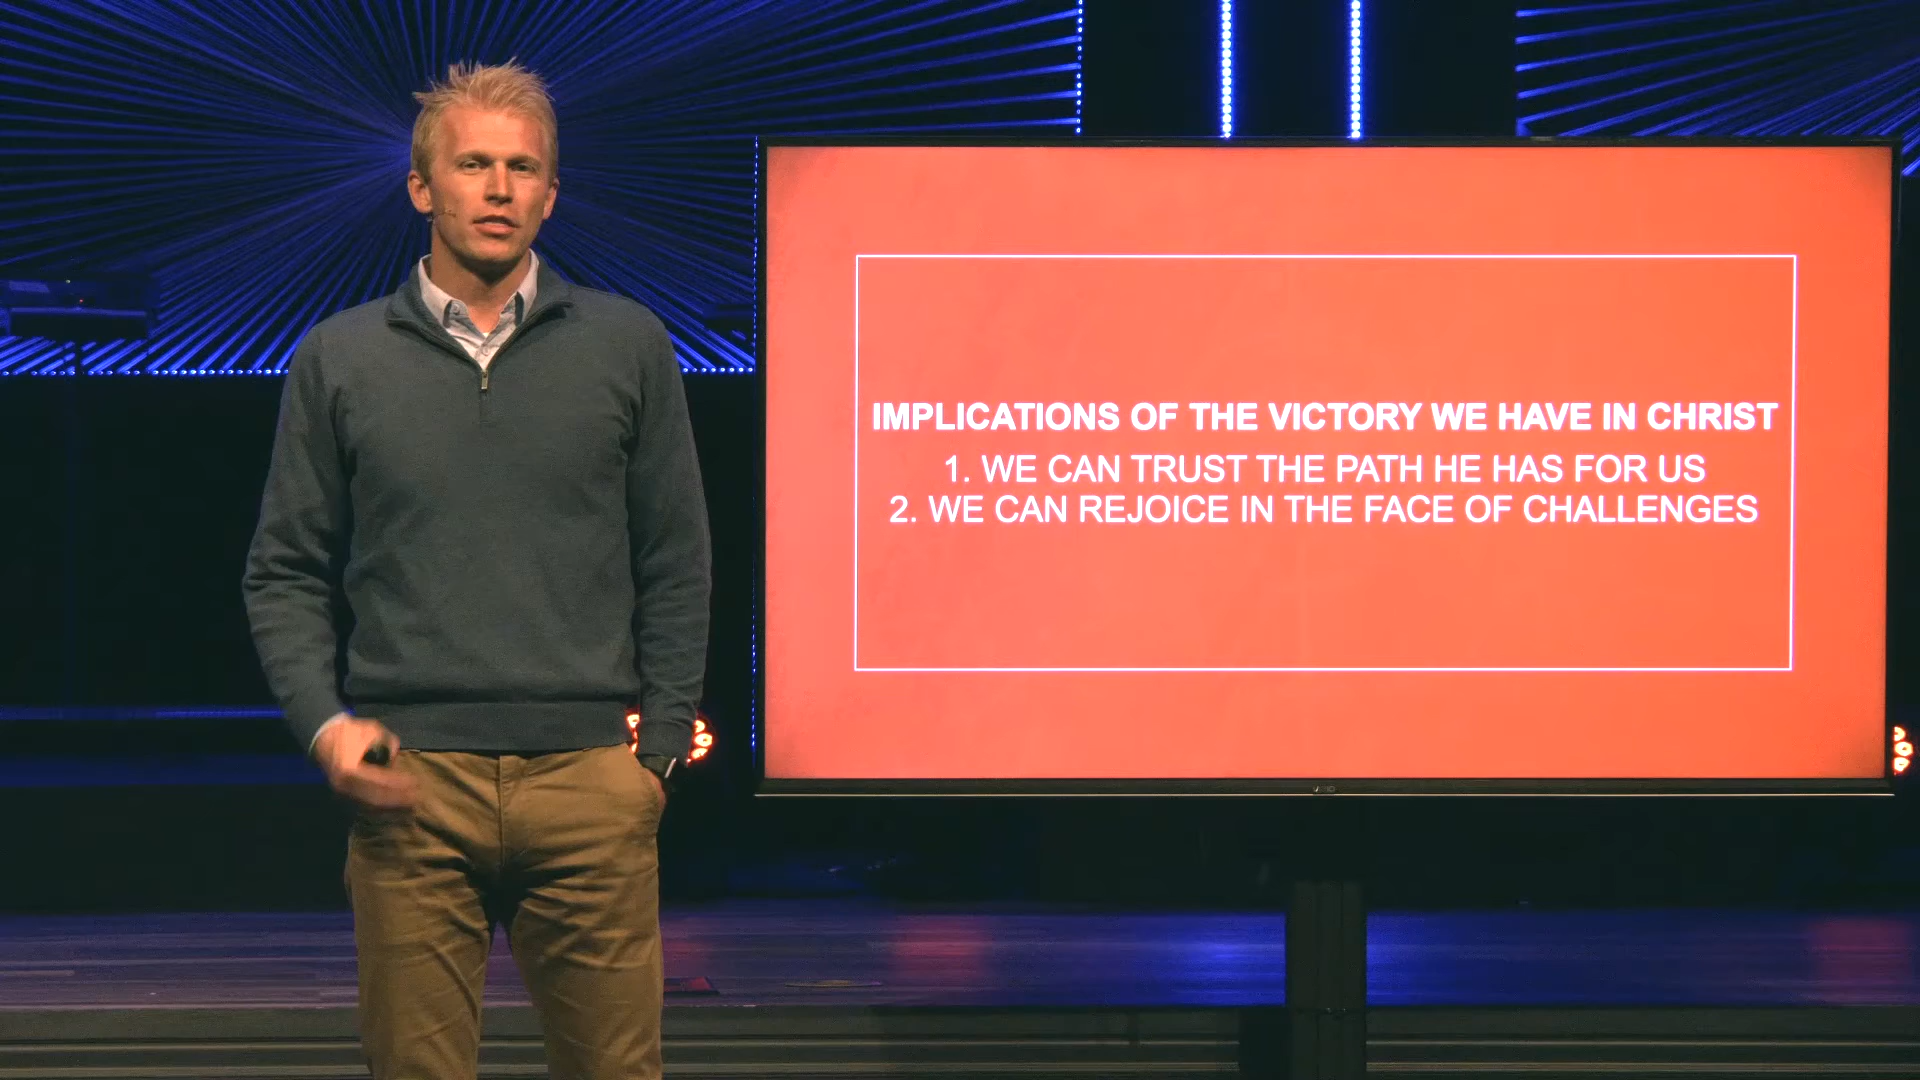 IMPLICATIONS OF THE VICTORY WE HAVE IN CHRIST
1. WE CAN TRUST THE PATH HE HAS FOR US
2. WE CAN REJOICE IN THE FACE OF CHALLENGES